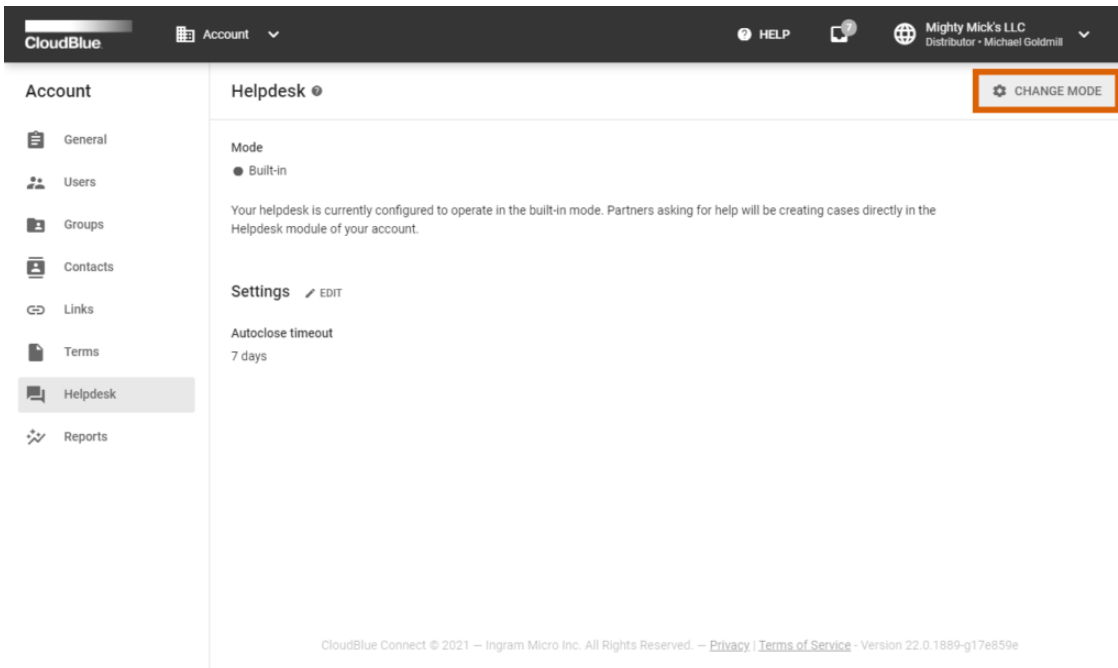 CloudBlue.
Account
HELP
7
Mighty Mick's LLC
Distributor • Michael Goldmill
Account
General
Users
Groups
Contacts
Links
Terms
Helpdesk
Reports
Helpdesk
CHANGE MODE
Mode
Built-in
Your helpdesk is currently configured to operate in the built-in mode. Partners asking for help will be creating cases directly in the
Helpdesk module of your account.
Settings EDIT
Autoclose timeout
7 days
CloudBlue Connect © 2021 — Ingram Micro Inc. All Rights Reserved. — Privacy | Terms of Service - Version 22.0.1889-g17e859e